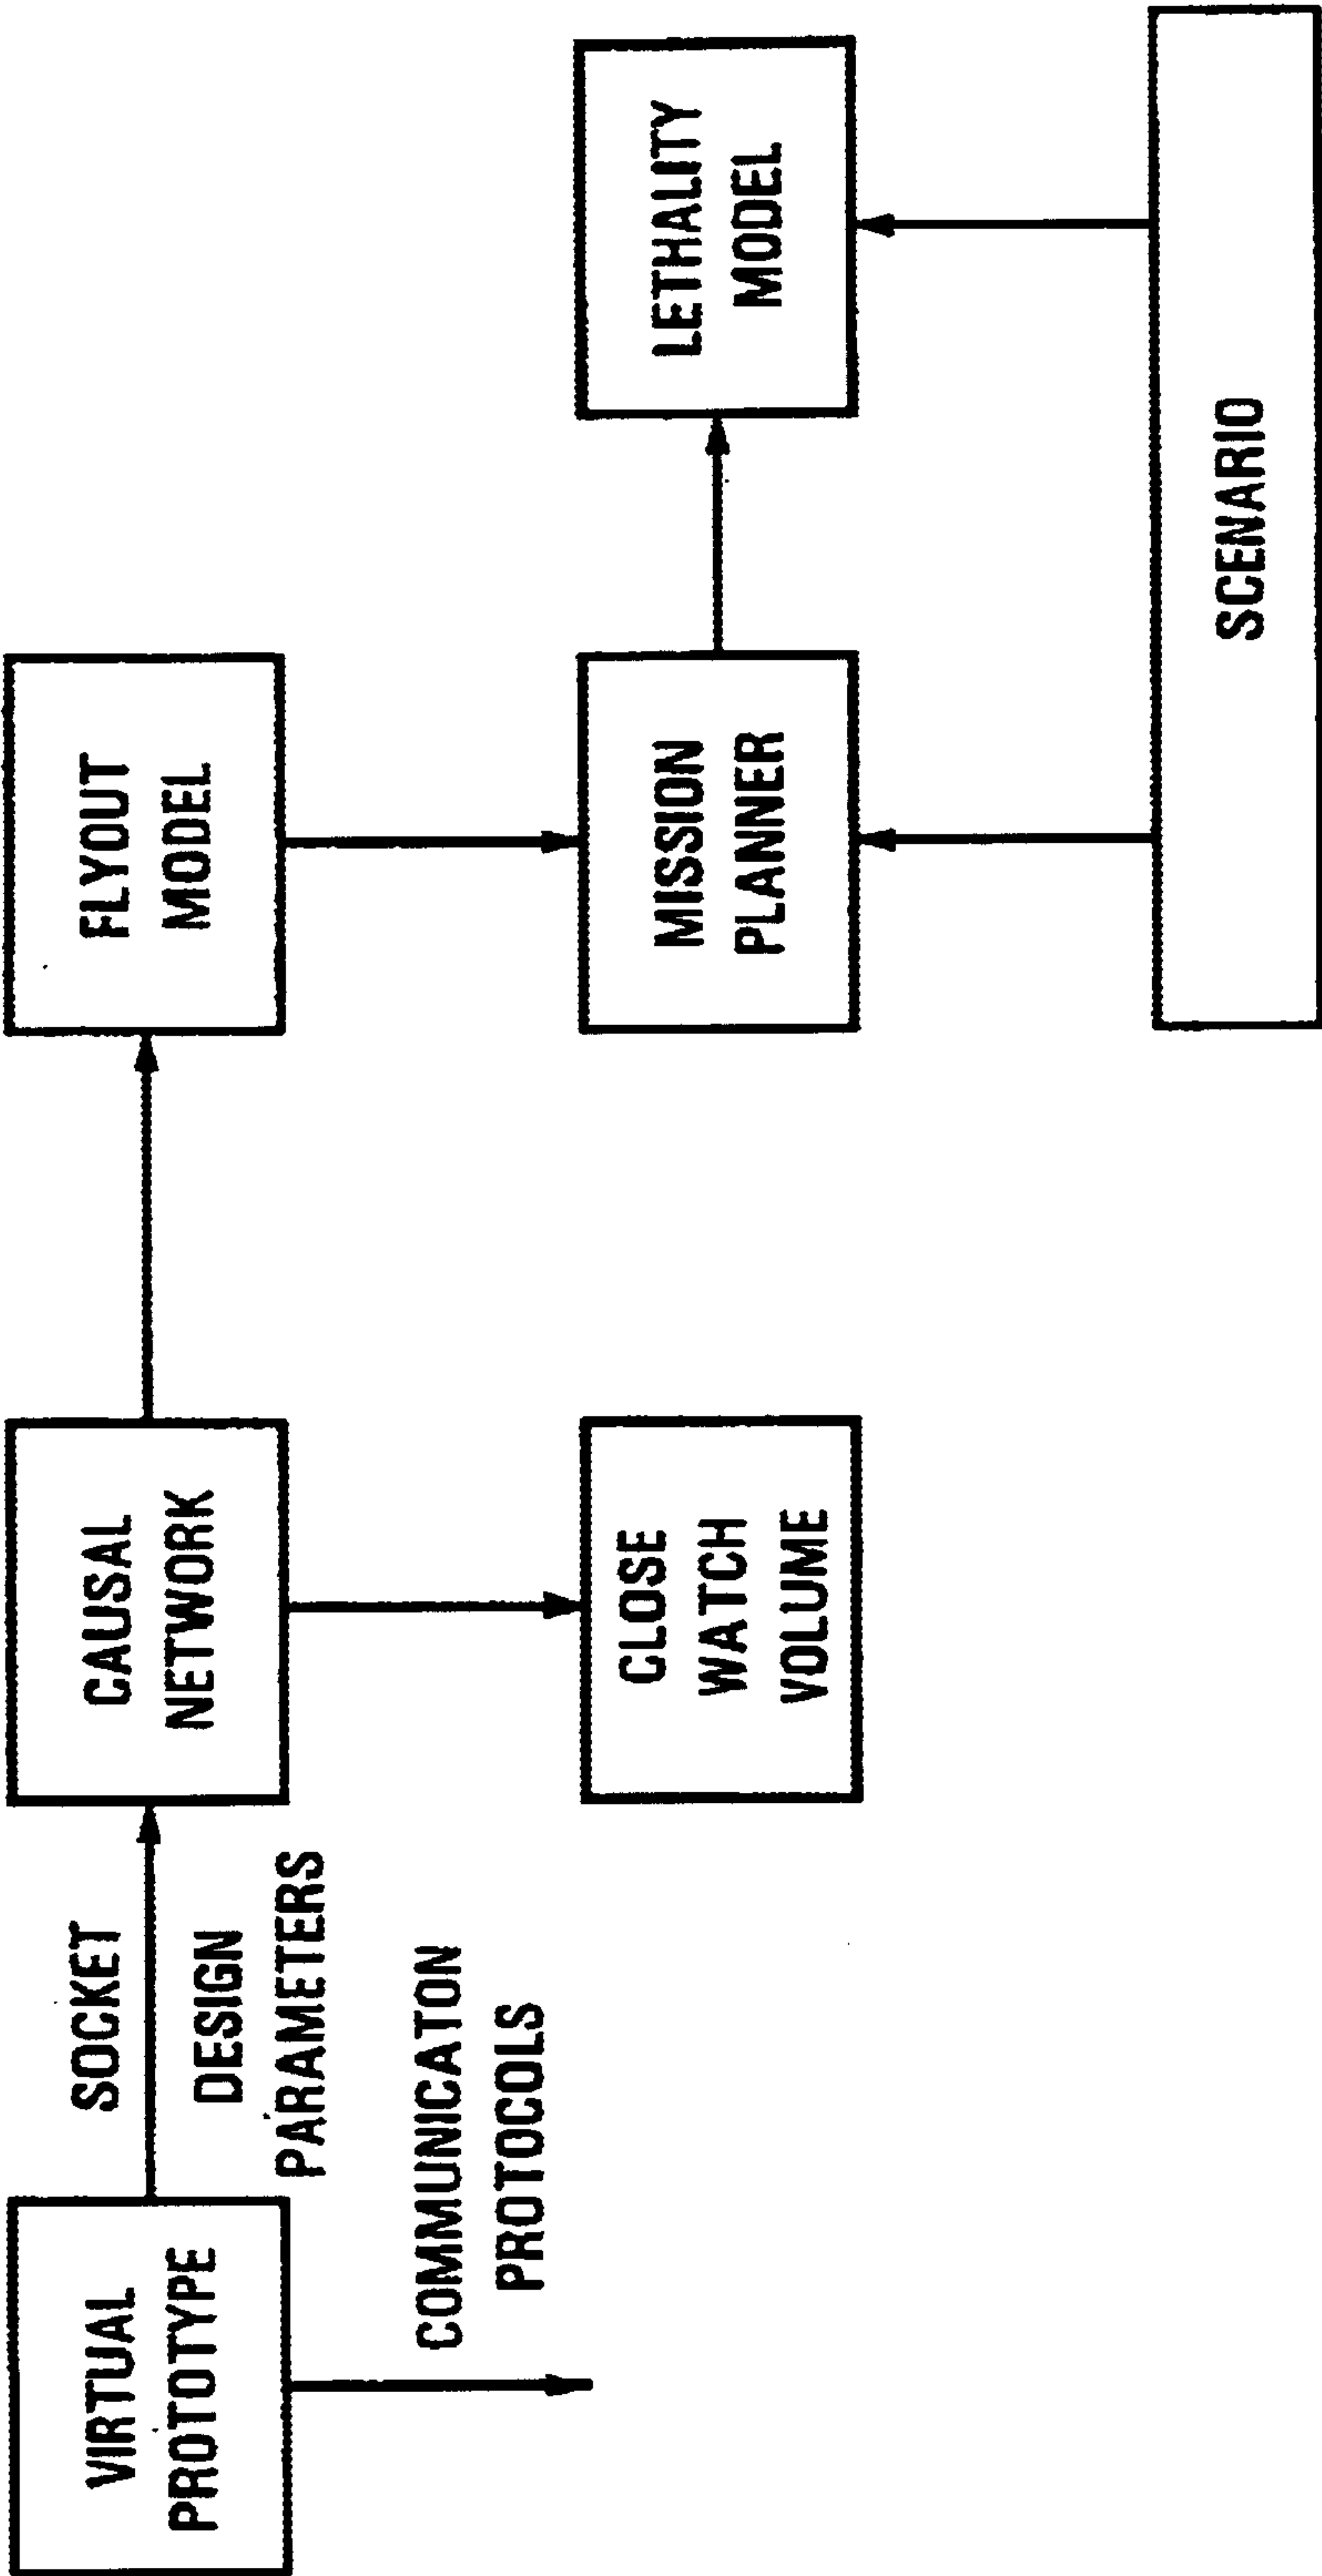 VIRTUAL
PROTOTYPE
SOCKET
DESIGN
PARAMETERS
COMMUNICATON
PROTOCOLS
CAUSAL
NETWORK
CLOSE
WATCH
VOLUME
FLYOUT
MODEL
MISSION
PLANNER
LETHALITY
MODEL
SCENARIO